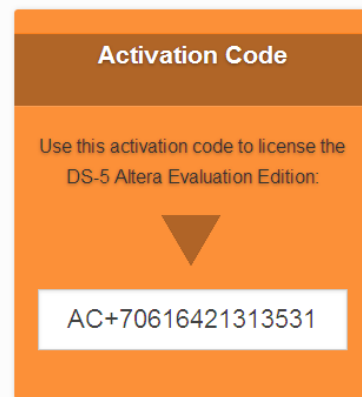 Activation Code
Use this activation code to license the
DS-5 Altera Evaluation Edition:
AC+70616421313531